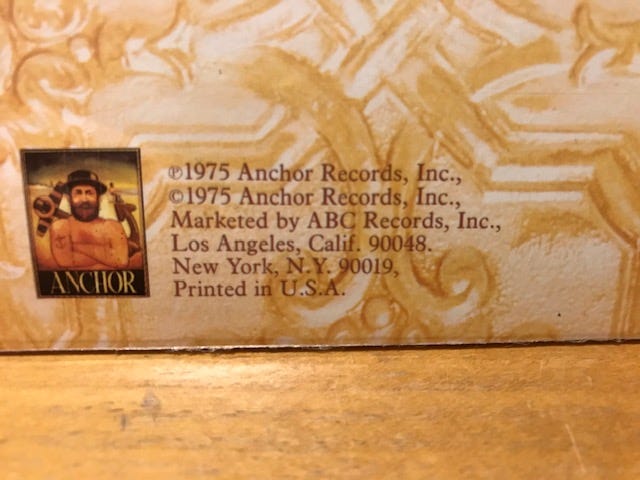 ANCHOR
℗1975 Anchor Records, Inc.,
©1975 Anchor Records, Inc.,
Marketed by ABC Records, Inc.,
Los Angeles, Calif. 90048.
New York, N.Y. 90019,
Printed in U.S.A.